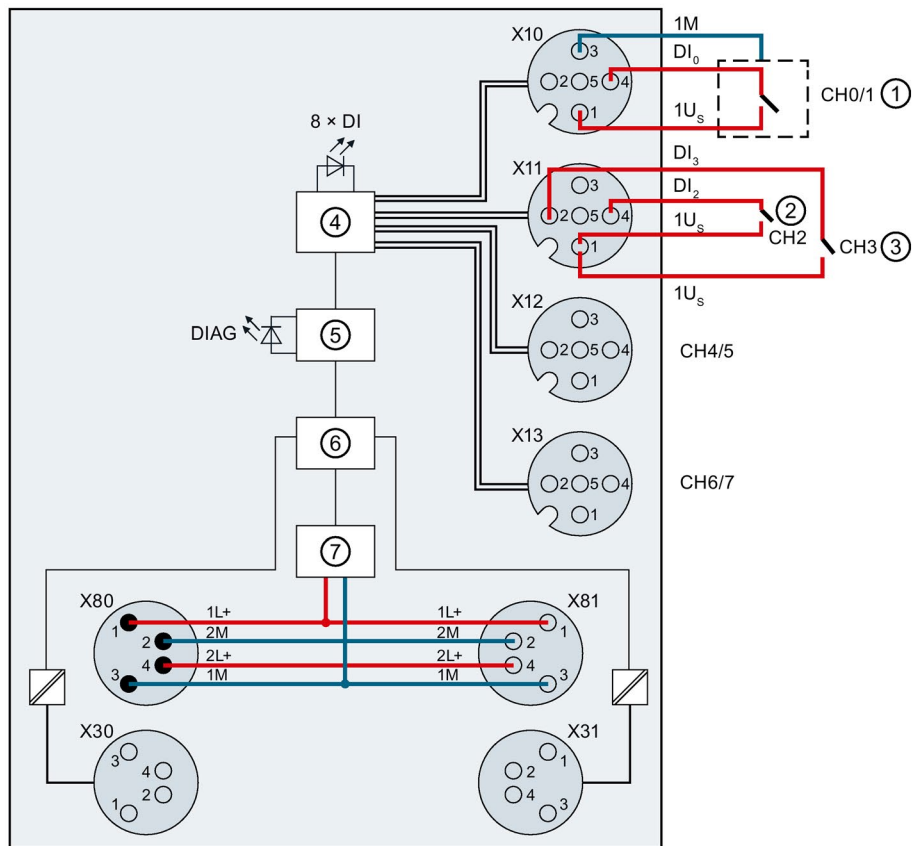 X10
1M
3
DI0
2 5 4
CH0/1 1
1
1US
8 × DI
X11
DI3
3
DI2
2 5 4
2
1US
CH2
CH3 3
1
1US
4
X12
3
2 5 4
CH4/5
1
DIAG
5
X13
3
2 5 4
CH6/7
1
6
7
X80
1L+
1L+
X81
1
1
2M
2M
2
2
2L+
2L+
4
4
1M
1M
3
3
X30
X31
3
1
4
2
2
4
1
3